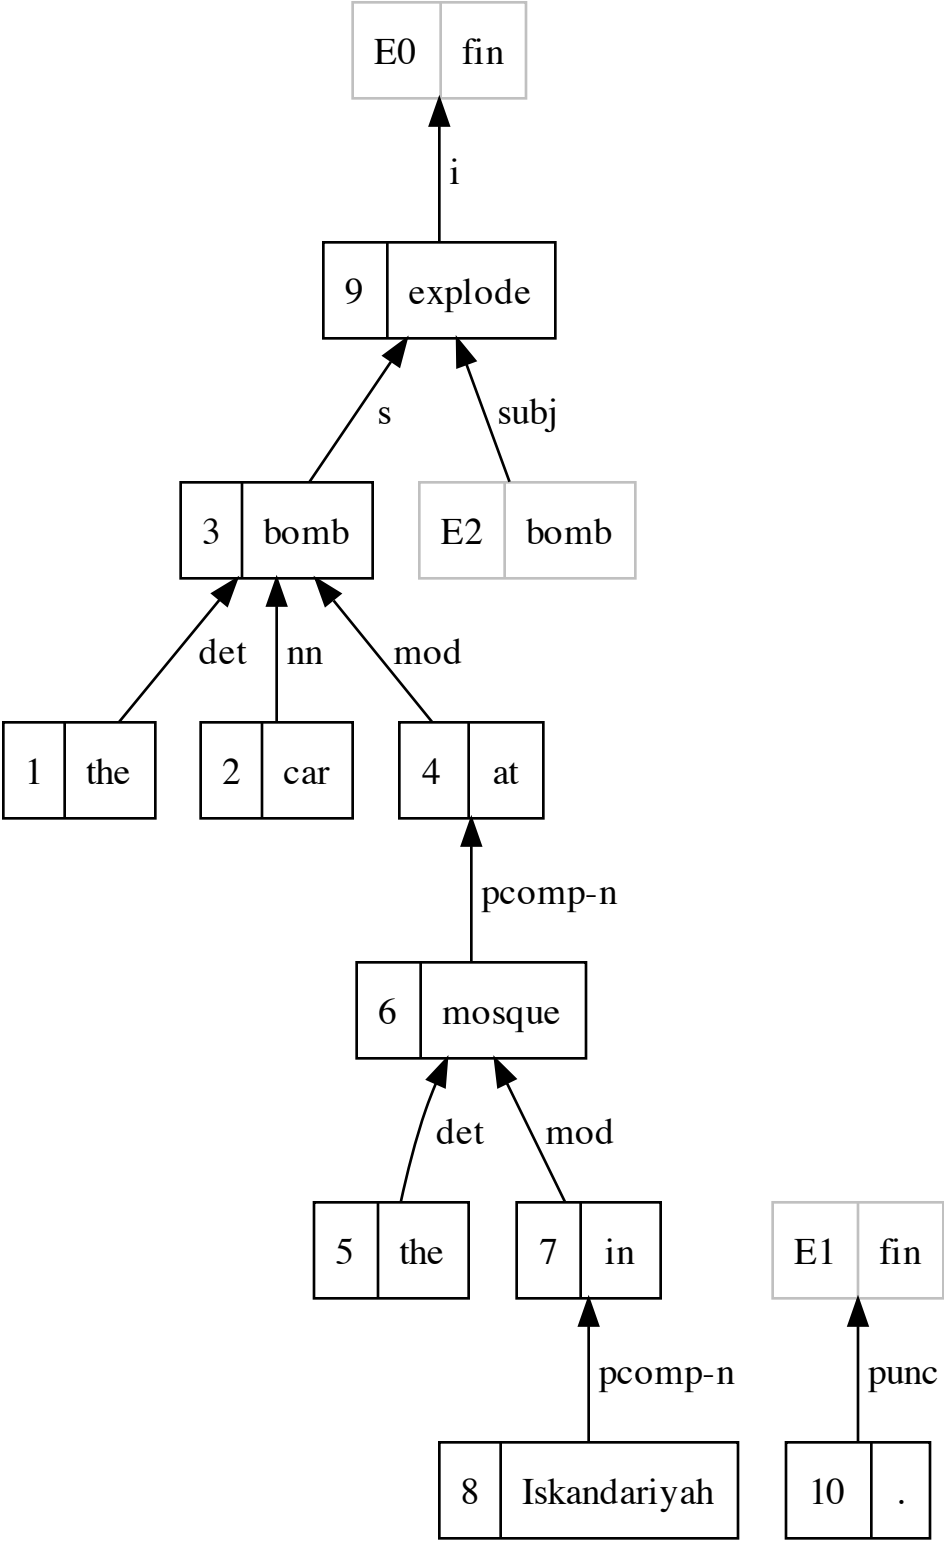 E0 fin
i
9 explode
s subj
3 bomb E2 bomb
det nn mod
1 the 2 car 4 at
pcomp-n
6 mosque
det mod
5 the 7 in E1 fin
pcomp-n punc
8 Iskandariyah 10 .